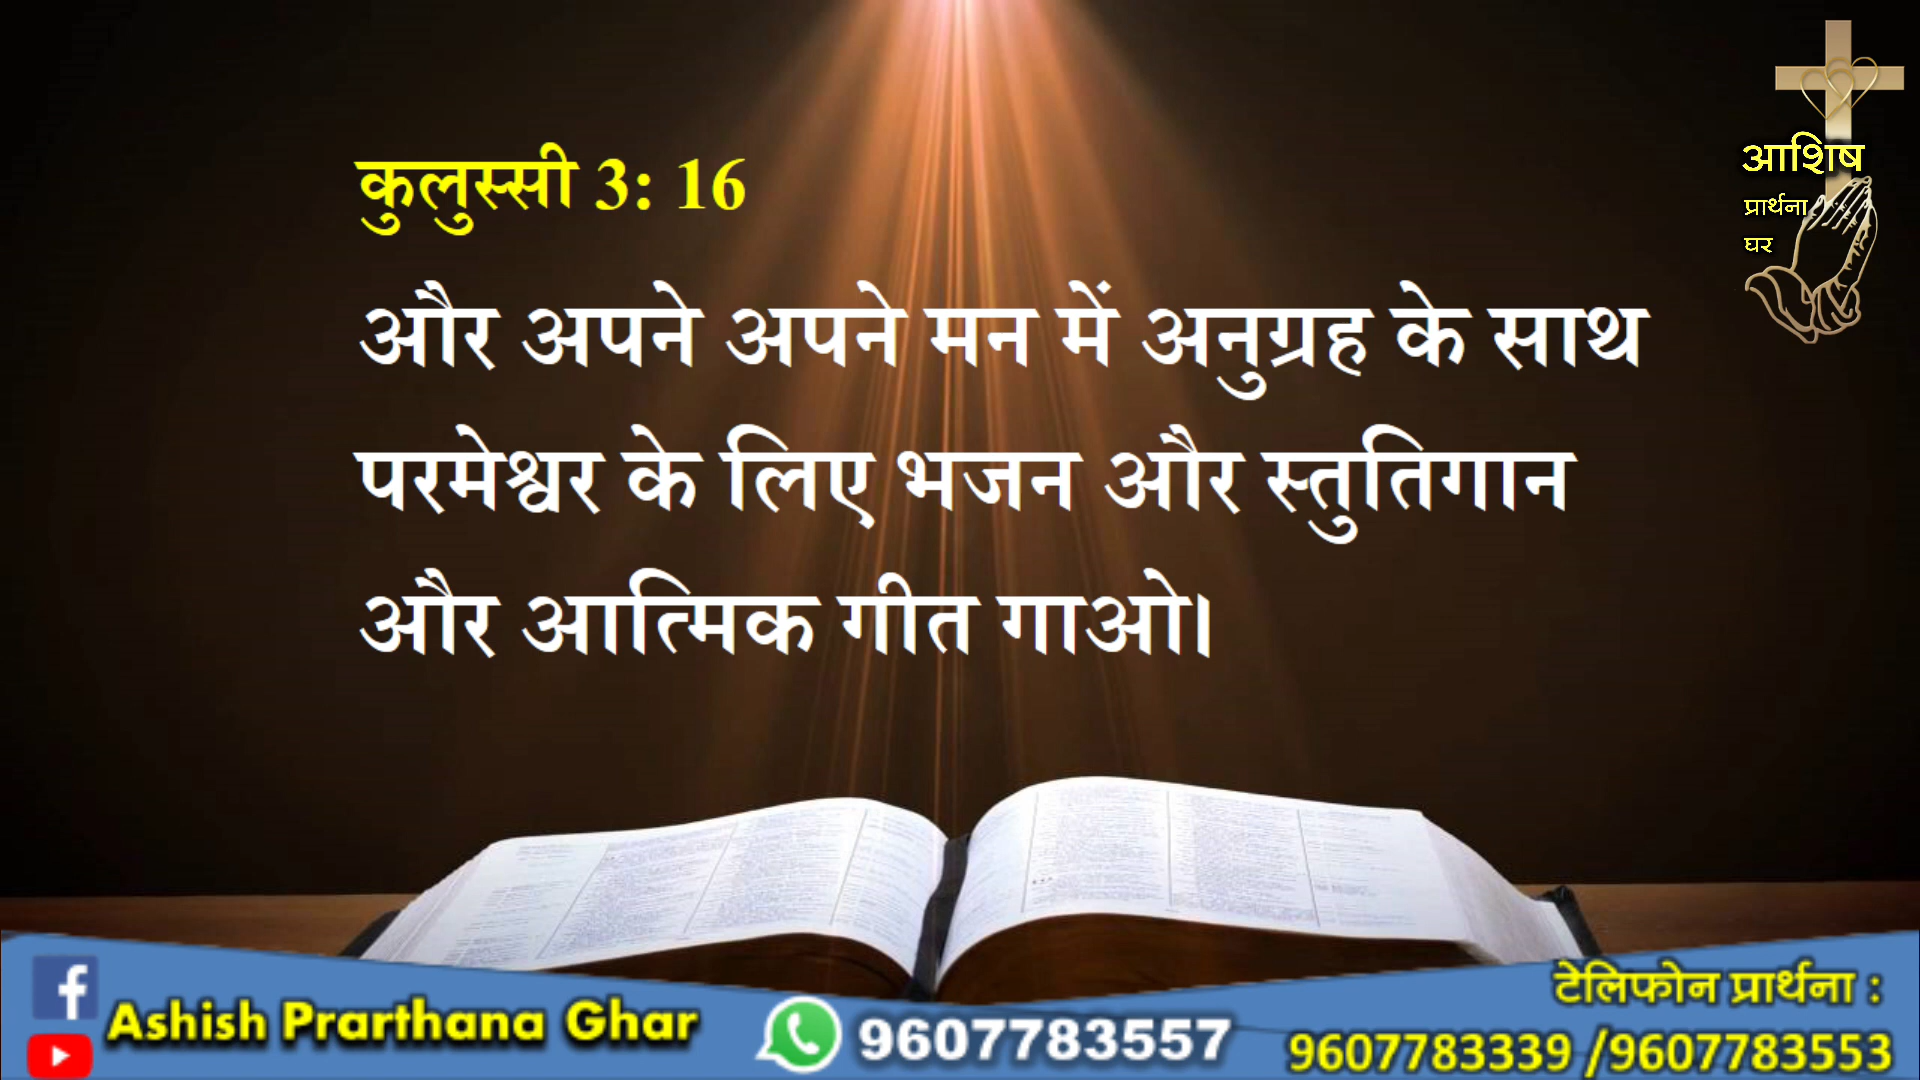 कुलुस्सी 3: 16
और अपने अपने मन में अनुग्रह के साथ
परमेश्वर के लिए भजन और स्तुतिगान
और आत्मिक गीत गाओ।
आशिष
प्रार्थना
घर
Ashish Prarthana Ghar
9607783557
टेलिफोन प्रार्थना :
9607783339 /9607783553